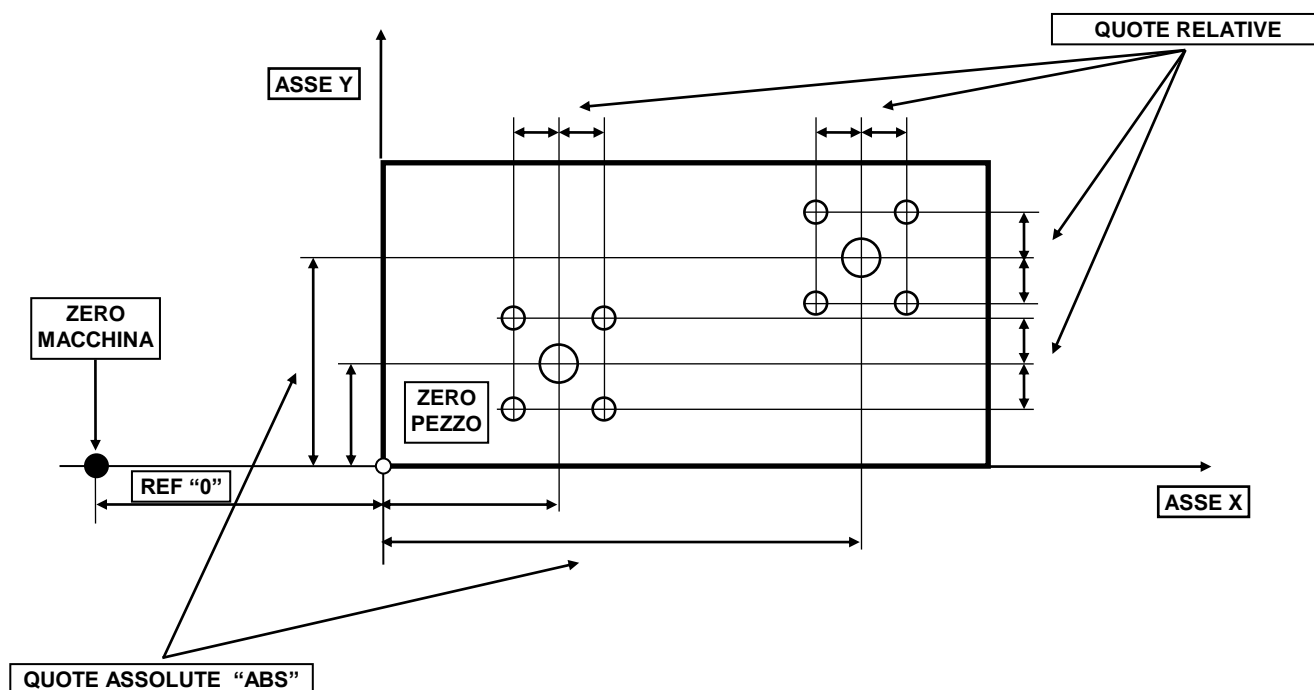 QUOTE RELATIVE
ASSE Y
ZERO
MACCHINA
ZERO
PEZZO
REF “0”
ASSE X
QUOTE ASSOLUTE “ABS”